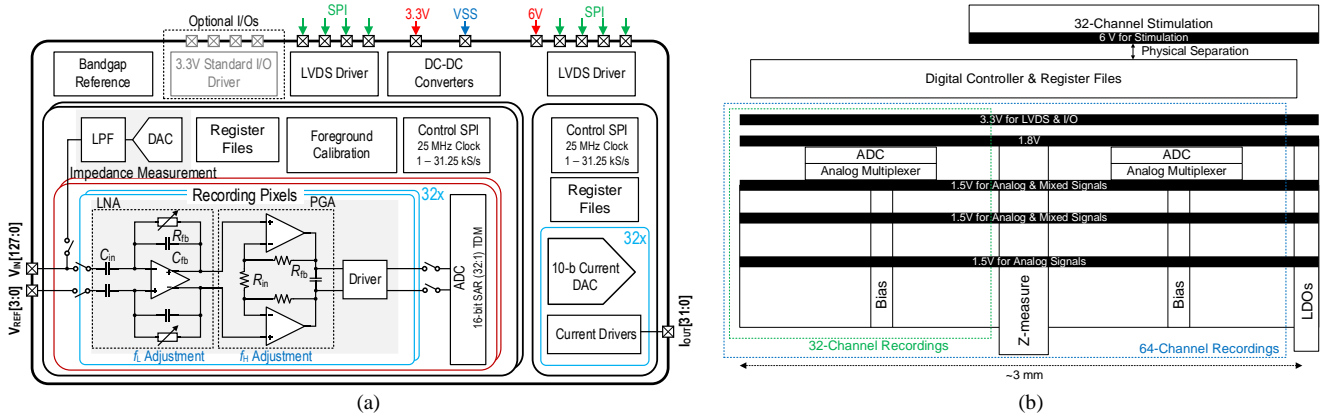 Optional I/Os
SPI
3.3V
VSS
6V
SPI
Bandgap
Reference
3.3V Standard I/O
Driver
LVDS Driver
DC-DC
Converters
LVDS Driver
LPF
DAC
Impedance Measurement
Register
Files
Foreground
Calibration
Control SPI
25 MHz Clock
1 – 31.25 kS/s
Control SPI
25 MHz Clock
1 – 31.25 kS/s
Register
Files
Recording Pixels
32x
LNA
PGA
Rfb
Cin
Cfb
Rin
Rfb
Driver
ADC
16-bit SAR (32:1) TDM
VIN[127:0]
VREF[3:0]
fL Adjustment
fH Adjustment
32x
10-b Current
DAC
Current Drivers
IOUT[31:0]
(a)
32-Channel Stimulation
6 V for Stimulation
Physical Separation
Digital Controller & Register Files
3.3V for LVDS & I/O
1.8V
ADC
Analog Multiplexer
ADC
Analog Multiplexer
1.5V for Analog & Mixed Signals
1.5V for Analog & Mixed Signals
1.5V for Analog Signals
Bias
Z-measure
Bias
LDOs
32-Channel Recordings
64-Channel Recordings
~3 mm
(b)